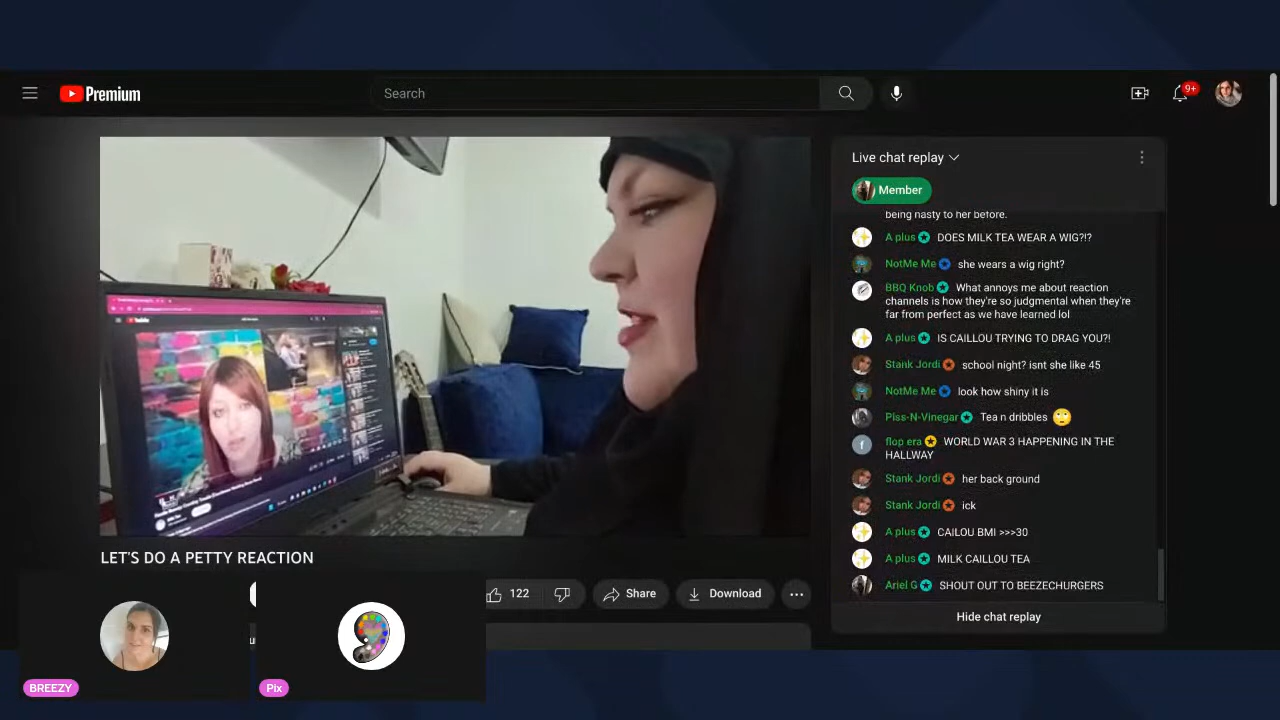 Premium
Search
9+
Live chat replay
Member
being nasty to her before.
A plus DOES MILK TEA WEAR A WIG?!?
NotMe Me she wears a wig right?
BBQ Knob What annoys me about reaction
channels is how they're so judgmental when they're
far from perfect as we have learned lol
A plus IS CAILLOU TRYING TO DRAG YOU?!
Stank Jordi school night? isnt she like 45
NotMe Me look how shiny it is
Piss-N-Vinegar Tea n dribbles 🙄
f flop era WORLD WAR 3 HAPPENING IN THE
HALLWAY
Stank Jordi her back ground
Stank Jordi ick
A plus CAILOU BMI >>>30
A plus MILK CAILLOU TEA
Ariel G SHOUT OUT TO BEEZECHURGERS
Hide chat replay
LET'S DO A PETTY REACTION
122
Share
Download
BREEZY
Pix